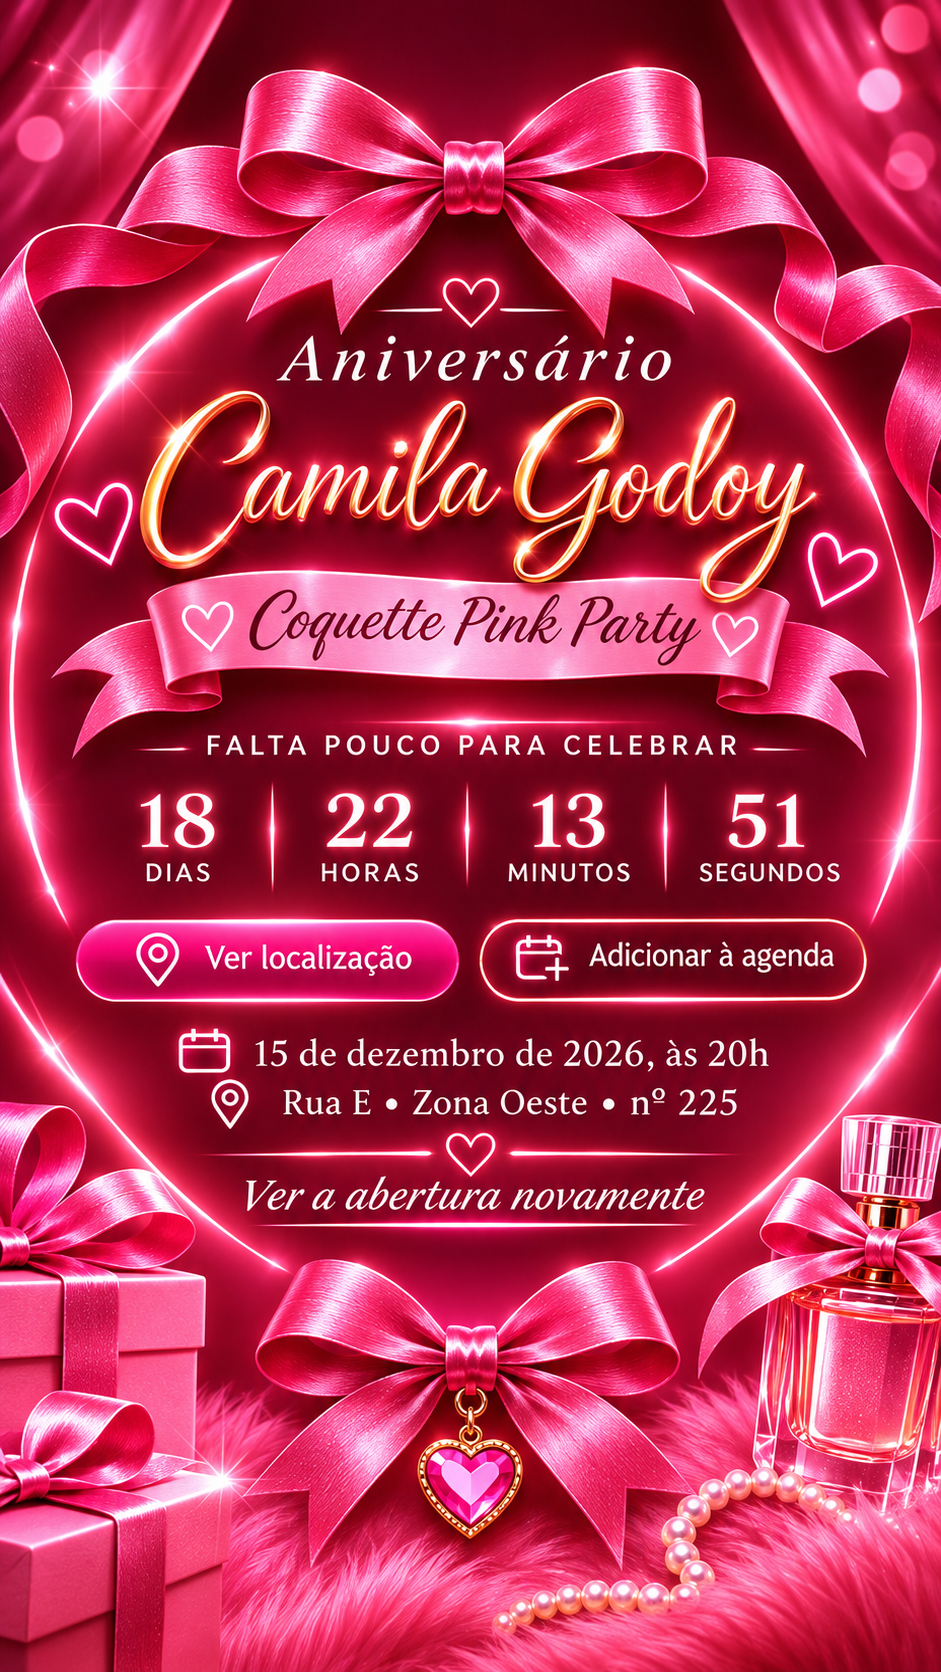 Aniversário
Camila Godoy
Coquette Pink Party
FALTA POUCO PARA CELEBRAR
18 22 13 51
DIAS HORAS MINUTOS SEGUNDOS
Ver localização Adicionar à agenda
15 de dezembro de 2026, às 20h
Rua E • Zona Oeste • nº 225
Ver a abertura novamente